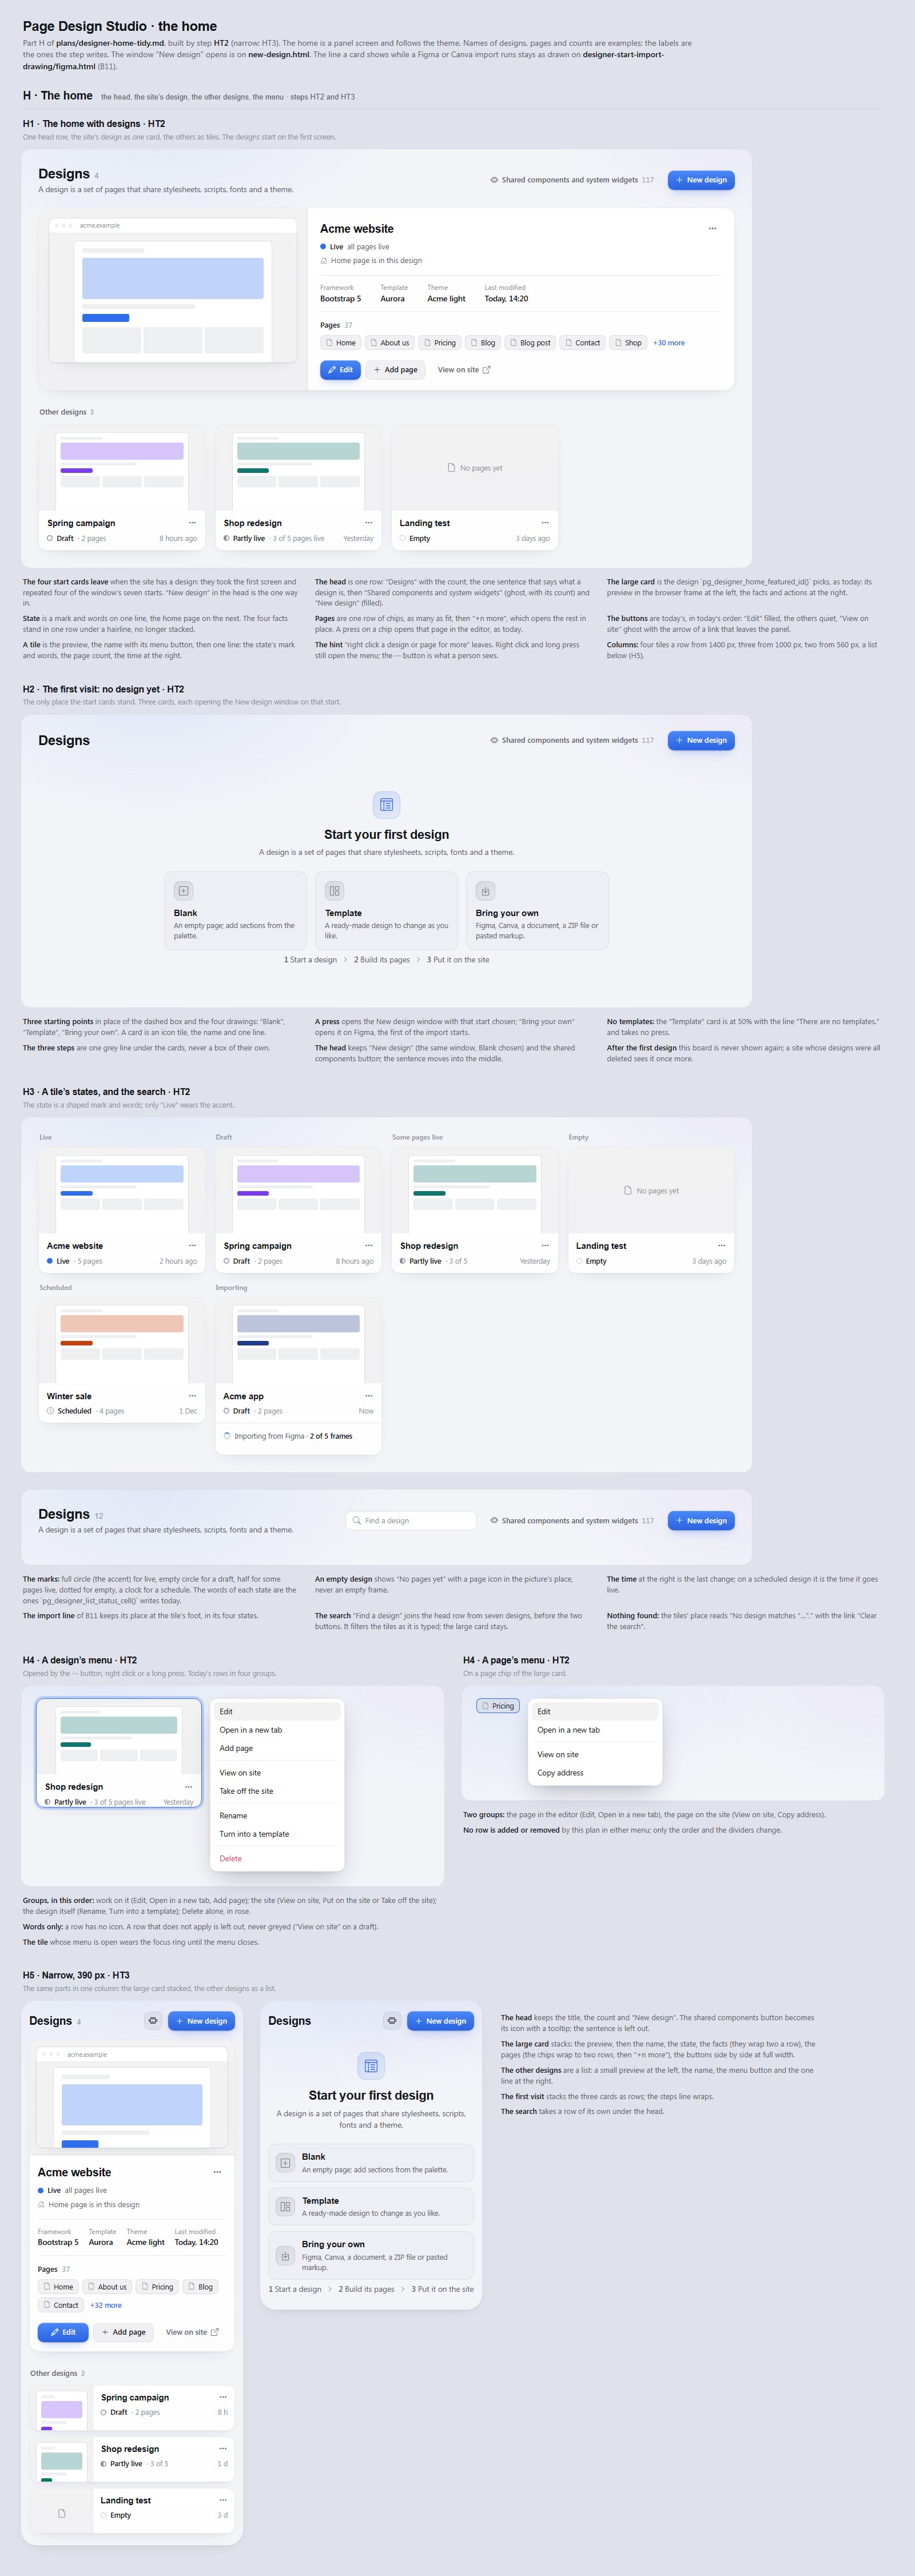 Page Design Studio · the home
Part H of plans/designer-home-tidy.md, built by step HT2 (narrow: HT3). The home is a panel screen and follows the theme. Names of designs, pages and counts are examples: the labels are
the ones the step writes. The window "New design" opens is on new-design.html. The line a card shows while a Figma or Canva import runs stays as drawn on designer-start-import-
drawing/figma.html (B11).
H · The home the head, the site's design, the other designs, the menu · steps HT2 and HT3
H1 · The home with designs · HT2
One head row, the site's design as one card, the others as tiles. The designs start on the first screen.
Designs 4
A design is a set of pages that share stylesheets, scripts, fonts and a theme.
Shared components and system widgets 117
+ New design
acme.example
Acme website
Live all pages live
Home page is in this design
Framework Template Theme Last modified
Bootstrap 5 Aurora Acme light Today, 14:20
Pages 37
Home About us Pricing Blog Blog post Contact Shop +30 more
Edit + Add page View on site
Other designs 3
No pages yet
Spring campaign ···
Draft · 2 pages 8 hours ago
Shop redesign ···
Partly live · 3 of 5 pages live Yesterday
Landing test ···
Empty 3 days ago
The four start cards leave when the site has a design: they took the first screen and
repeated four of the window's seven starts. "New design" in the head is the one way
in.
The head is one row: "Designs" with the count, the one sentence that says what a
design is, then "Shared components and system widgets" (ghost, with its count) and
"New design" (filled).
The large card is the design `pg_designer_home_featured_id()` picks, as today: its
preview in the browser frame at the left, the facts and actions at the right.
State is a mark and words on one line, the home page on the next. The four facts
stand in one row under a hairline, no longer stacked.
Pages are one row of chips, as many as fit, then "+n more", which opens the rest in
place. A press on a chip opens that page in the editor, as today.
The buttons are today's, in today's order: "Edit" filled, the others quiet, "View on
site" ghost with the arrow of a link that leaves the panel.
A tile is the preview, the name with its menu button, then one line: the state's mark
and words, the page count, the time at the right.
The hint "right click a design or page for more" leaves. Right click and long press
still open the menu; the ··· button is what a person sees.
Columns: four tiles a row from 1400 px, three from 1000 px, two from 560 px, a list
below (H5).
H2 · The first visit: no design yet · HT2
The only place the start cards stand. Three cards, each opening the New design window on that start.
Designs
Shared components and system widgets 117
+ New design
Start your first design
A design is a set of pages that share stylesheets, scripts, fonts and a theme.
Blank
An empty page; add sections from the
palette.
Template
A ready-made design to change as you
like.
Bring your own
Figma, Canva, a document, a ZIP file or
pasted markup.
1 Start a design > 2 Build its pages > 3 Put it on the site
Three starting points in place of the dashed box and the four drawings: "Blank",
"Template", "Bring your own". A card is an icon tile, the name and one line.
A press opens the New design window with that start chosen; "Bring your own"
opens it on Figma, the first of the import starts.
No templates: the "Template" card is at 50% with the line "There are no templates."
and takes no press.
The three steps are one grey line under the cards, never a box of their own.
The head keeps "New design" (the same window, Blank chosen) and the shared
components button; the sentence moves into the middle.
After the first design this board is never shown again; a site whose designs were all
deleted sees it once more.
H3 · A tile's states, and the search · HT2
The state is a shaped mark and words; only "Live" wears the accent.
Live Draft Some pages live Empty
No pages yet
Acme website ···
Live · 5 pages 2 hours ago
Spring campaign ···
Draft · 2 pages 8 hours ago
Shop redesign ···
Partly live · 3 of 5 Yesterday
Landing test ···
Empty 3 days ago
Scheduled Importing
Winter sale ···
Scheduled · 4 pages 1 Dec
Acme app ···
Draft · 2 pages Now
Importing from Figma · 2 of 5 frames
Designs 12
A design is a set of pages that share stylesheets, scripts, fonts and a theme.
Find a design
Shared components and system widgets 117
+ New design
The marks: full circle (the accent) for live, empty circle for a draft, half for some
pages live, dotted for empty, a clock for a schedule. The words of each state are the
ones `pg_designer_list_status_cell()` writes today.
An empty design shows "No pages yet" with a page icon in the picture's place,
never an empty frame.
The time at the right is the last change; on a scheduled design it is the time it goes
live.
The import line of B11 keeps its place at the tile's foot, in its four states.
The search "Find a design" joins the head row from seven designs, before the two
buttons. It filters the tiles as it is typed; the large card stays.
Nothing found: the tiles' place reads "No design matches "..."." with the link "Clear
the search".
H4 · A design's menu · HT2
Opened by the ··· button, right click or a long press. Today's rows in four groups.
Shop redesign ···
Partly live · 3 of 5 pages live Yesterday
Edit
Open in a new tab
Add page
View on site
Take off the site
Rename
Turn into a template
Delete
Groups, in this order: work on it (Edit, Open in a new tab, Add page); the site (View on site, Put on the site or Take off the site);
the design itself (Rename, Turn into a template); Delete alone, in rose.
Words only: a row has no icon. A row that does not apply is left out, never greyed ("View on site" on a draft).
The tile whose menu is open wears the focus ring until the menu closes.
H4 · A page's menu · HT2
On a page chip of the large card.
Pricing
Edit
Open in a new tab
View on site
Copy address
Two groups: the page in the editor (Edit, Open in a new tab), the page on the site (View on site, Copy address).
No row is added or removed by this plan in either menu; only the order and the dividers change.
H5 · Narrow, 390 px · HT3
The same parts in one column: the large card stacked, the other designs as a list.
Designs 4
+ New design
acme.example
Acme website ···
Live all pages live
Home page is in this design
Framework Template Theme Last modified
Bootstrap 5 Aurora Acme light Today, 14:20
Pages 37
Home About us Pricing Blog
Contact +32 more
Edit + Add page View on site
Other designs 3
Spring campaign ···
Draft · 2 pages 8 h
Shop redesign ···
Partly live · 3 of 5 1 d
Landing test ···
Empty 3 d
Designs
+ New design
Start your first design
A design is a set of pages that share stylesheets, scripts,
fonts and a theme.
Blank
An empty page; add sections from the palette.
Template
A ready-made design to change as you like.
Bring your own
Figma, Canva, a document, a ZIP file or pasted
markup.
1 Start a design > 2 Build its pages > 3 Put it on the site
The head keeps the title, the count and "New design". The shared components button becomes
its icon with a tooltip; the sentence is left out.
The large card stacks: the preview, then the name, the state, the facts (they wrap two a row), the
pages (the chips wrap to two rows, then "+n more"), the buttons side by side at full width.
The other designs are a list: a small preview at the left, the name, the menu button and the one
line at the right.
The first visit stacks the three cards as rows; the steps line wraps.
The search takes a row of its own under the head.